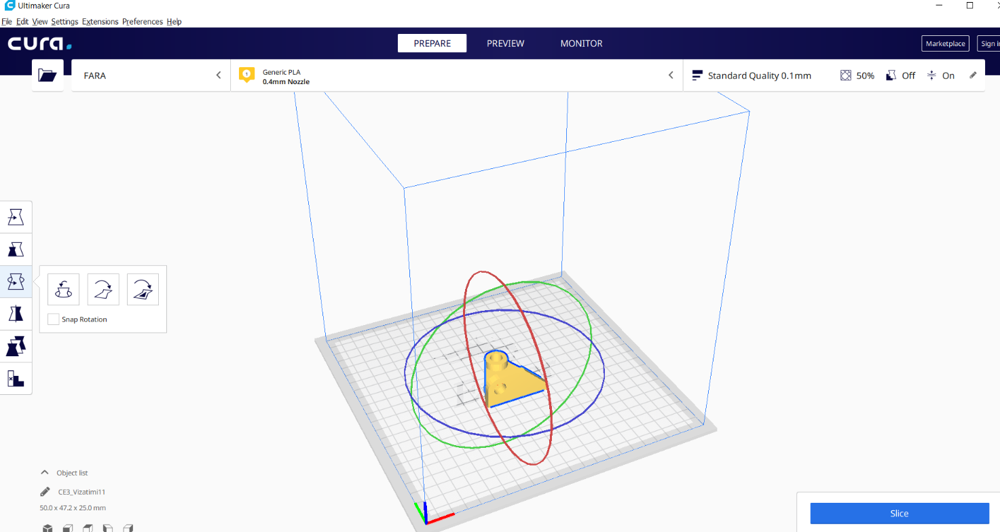 Ultimaker Cura
File Edit View Settings Extensions Preferences Help
cura.
PREPARE PREVIEW MONITOR
Marketplace
Sign in
FARA
1
Generic PLA
0.4mm Nozzle
Standard Quality 0.1mm
50%
Off
On
Snap Rotation
Object list
CE3_Vizatimi11
50.0 x 47.2 x 25.0 mm
Slice